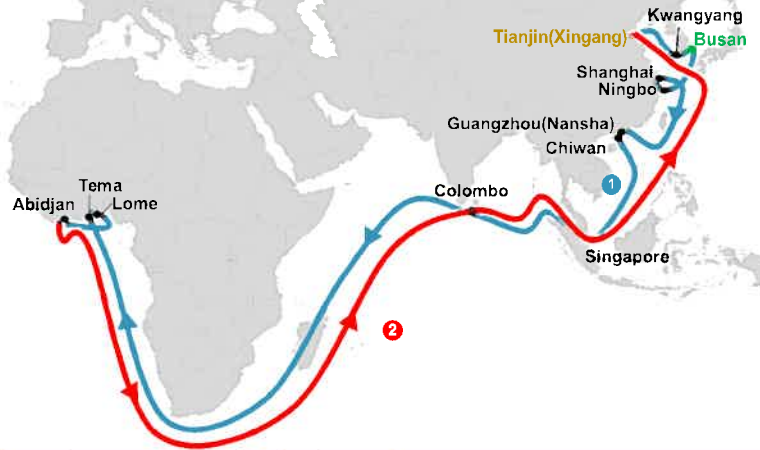 Kwangyang
Tianjin(Xingang)
Busan
Shanghai
Ningbo
Guangzhou(Nansha)
Chiwan
1
Tema
Colombo
Abidjan
Lome
Singapore
2